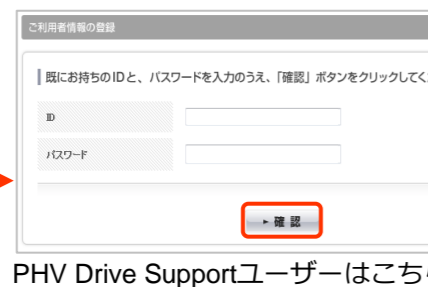 ご利用者情報の登録
既にお持ちのIDと、パスワードを入力のうえ、「確認」ボタンをクリックしてく
ID
パスワード
確 認
PHV Drive Supportユーザーはこち